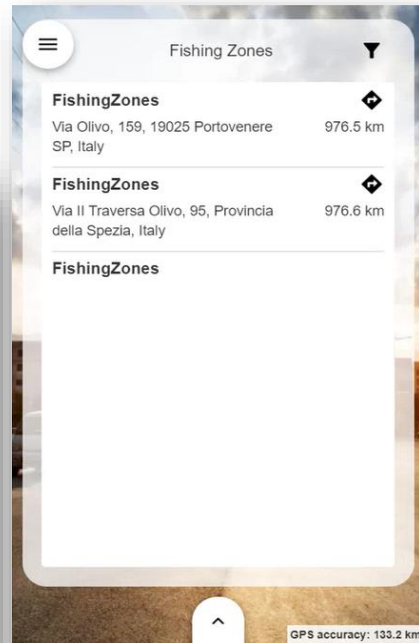 Fishing Zones
FishingZones
Via Olivo, 159, 19025 Portovenere
976.5 km
SP, Italy
FishingZones
Via II Traversa Olivo, 95, Provincia
976.6 km
della Spezia, Italy
FishingZones
GPS accuracy: 133.2 km